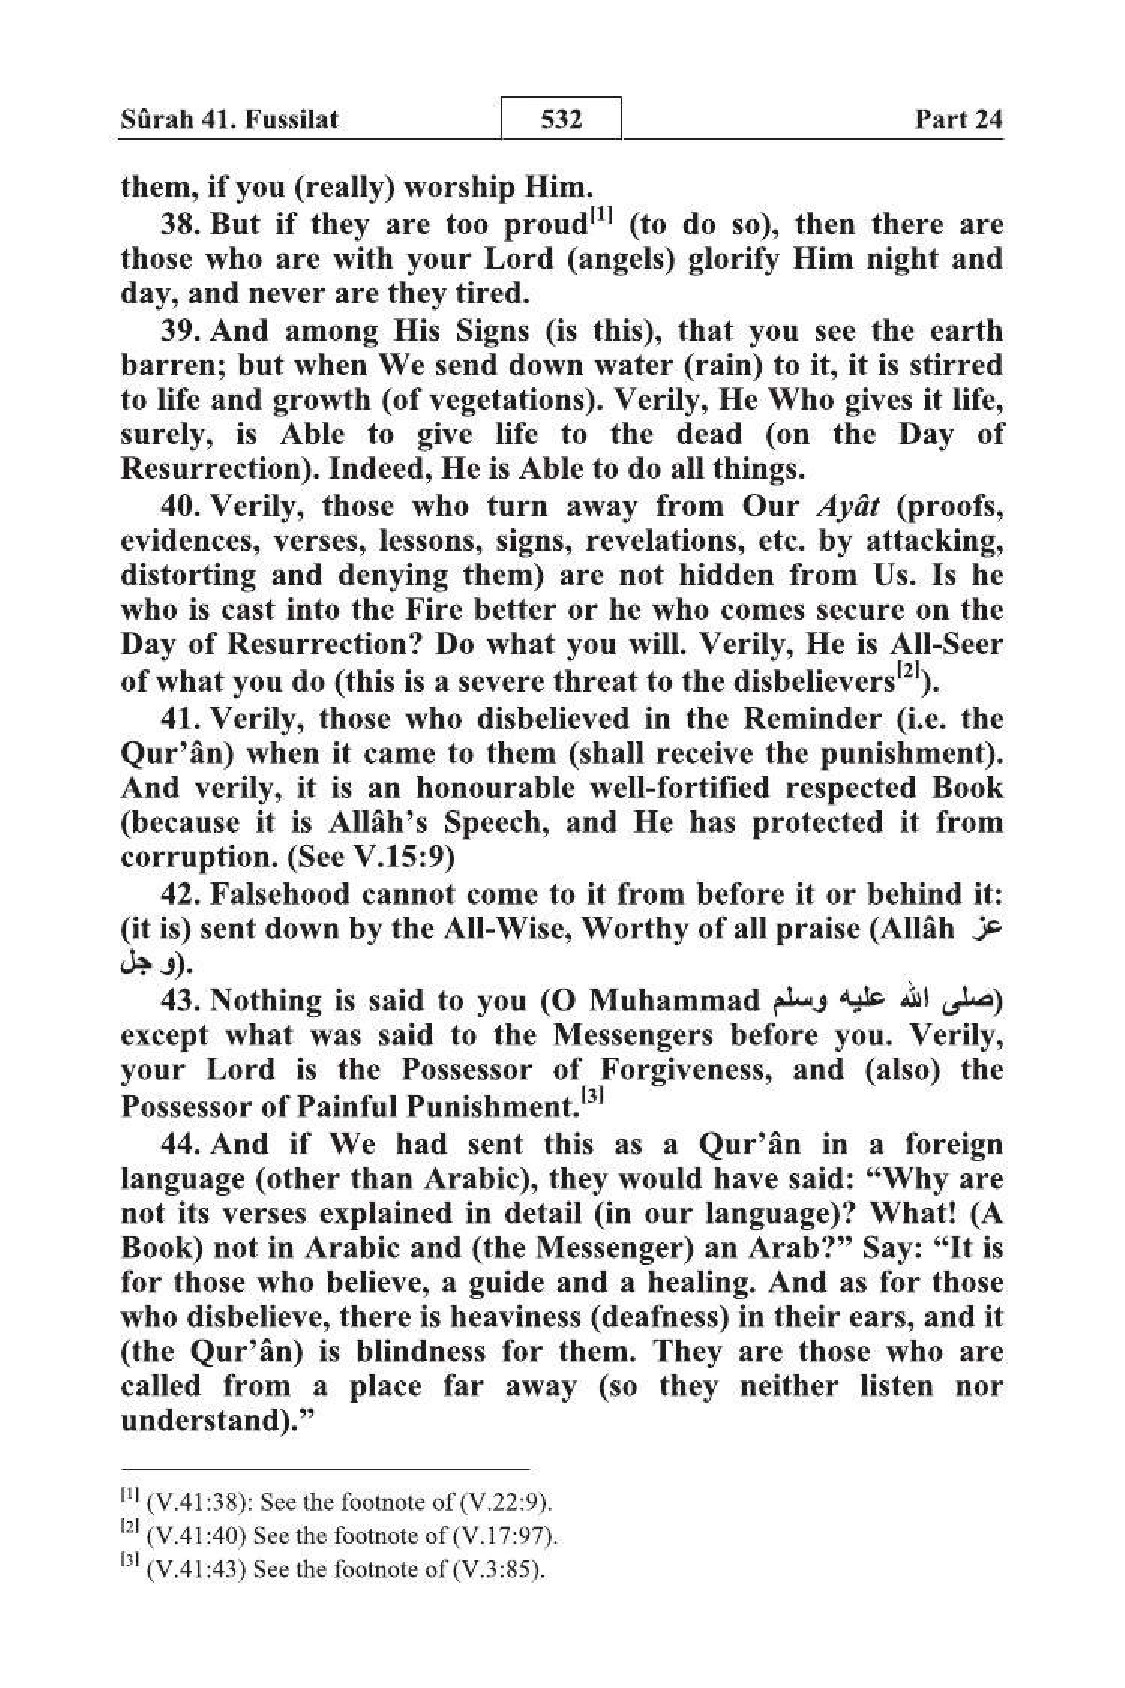 Sûrah 41. Fussilat 532 Part 24
them, if you (really) worship Him.
38. But if they are too proud[1] (to do so), then there are
those who are with your Lord (angels) glorify Him night and
day, and never are they tired.
39. And among His Signs (is this), that you see the earth
barren; but when We send down water (rain) to it, it is stirred
to life and growth (of vegetations). Verily, He Who gives it life,
surely, is Able to give life to the dead (on the Day of
Resurrection). Indeed, He is Able to do all things.
40. Verily, those who turn away from Our Ayât (proofs,
evidences, verses, lessons, signs, revelations, etc. by attacking,
distorting and denying them) are not hidden from Us. Is he
who is cast into the Fire better or he who comes secure on the
Day of Resurrection? Do what you will. Verily, He is All-Seer
of what you do (this is a severe threat to the disbelievers[2]).
41. Verily, those who disbelieved in the Reminder (i.e. the
Qur’ân) when it came to them (shall receive the punishment).
And verily, it is an honourable well-fortified respected Book
(because it is Allâh’s Speech, and He has protected it from
corruption. (See V.15:9)
42. Falsehood cannot come to it from before it or behind it:
(it is) sent down by the All-Wise, Worthy of all praise (Allâh عز
و جل).
43. Nothing is said to you (O Muhammad صلى الله عليه وسلم)
except what was said to the Messengers before you. Verily,
your Lord is the Possessor of Forgiveness, and (also) the
Possessor of Painful Punishment.[3]
44. And if We had sent this as a Qur’ân in a foreign
language (other than Arabic), they would have said: “Why are
not its verses explained in detail (in our language)? What! (A
Book) not in Arabic and (the Messenger) an Arab?” Say: “It is
for those who believe, a guide and a healing. And as for those
who disbelieve, there is heaviness (deafness) in their ears, and it
(the Qur’ân) is blindness for them. They are those who are
called from a place far away (so they neither listen nor
understand).”
[1] (V.41:38): See the footnote of (V.22:9).
[2] (V.41:40) See the footnote of (V.17:97).
[3] (V.41:43) See the footnote of (V.3:85).